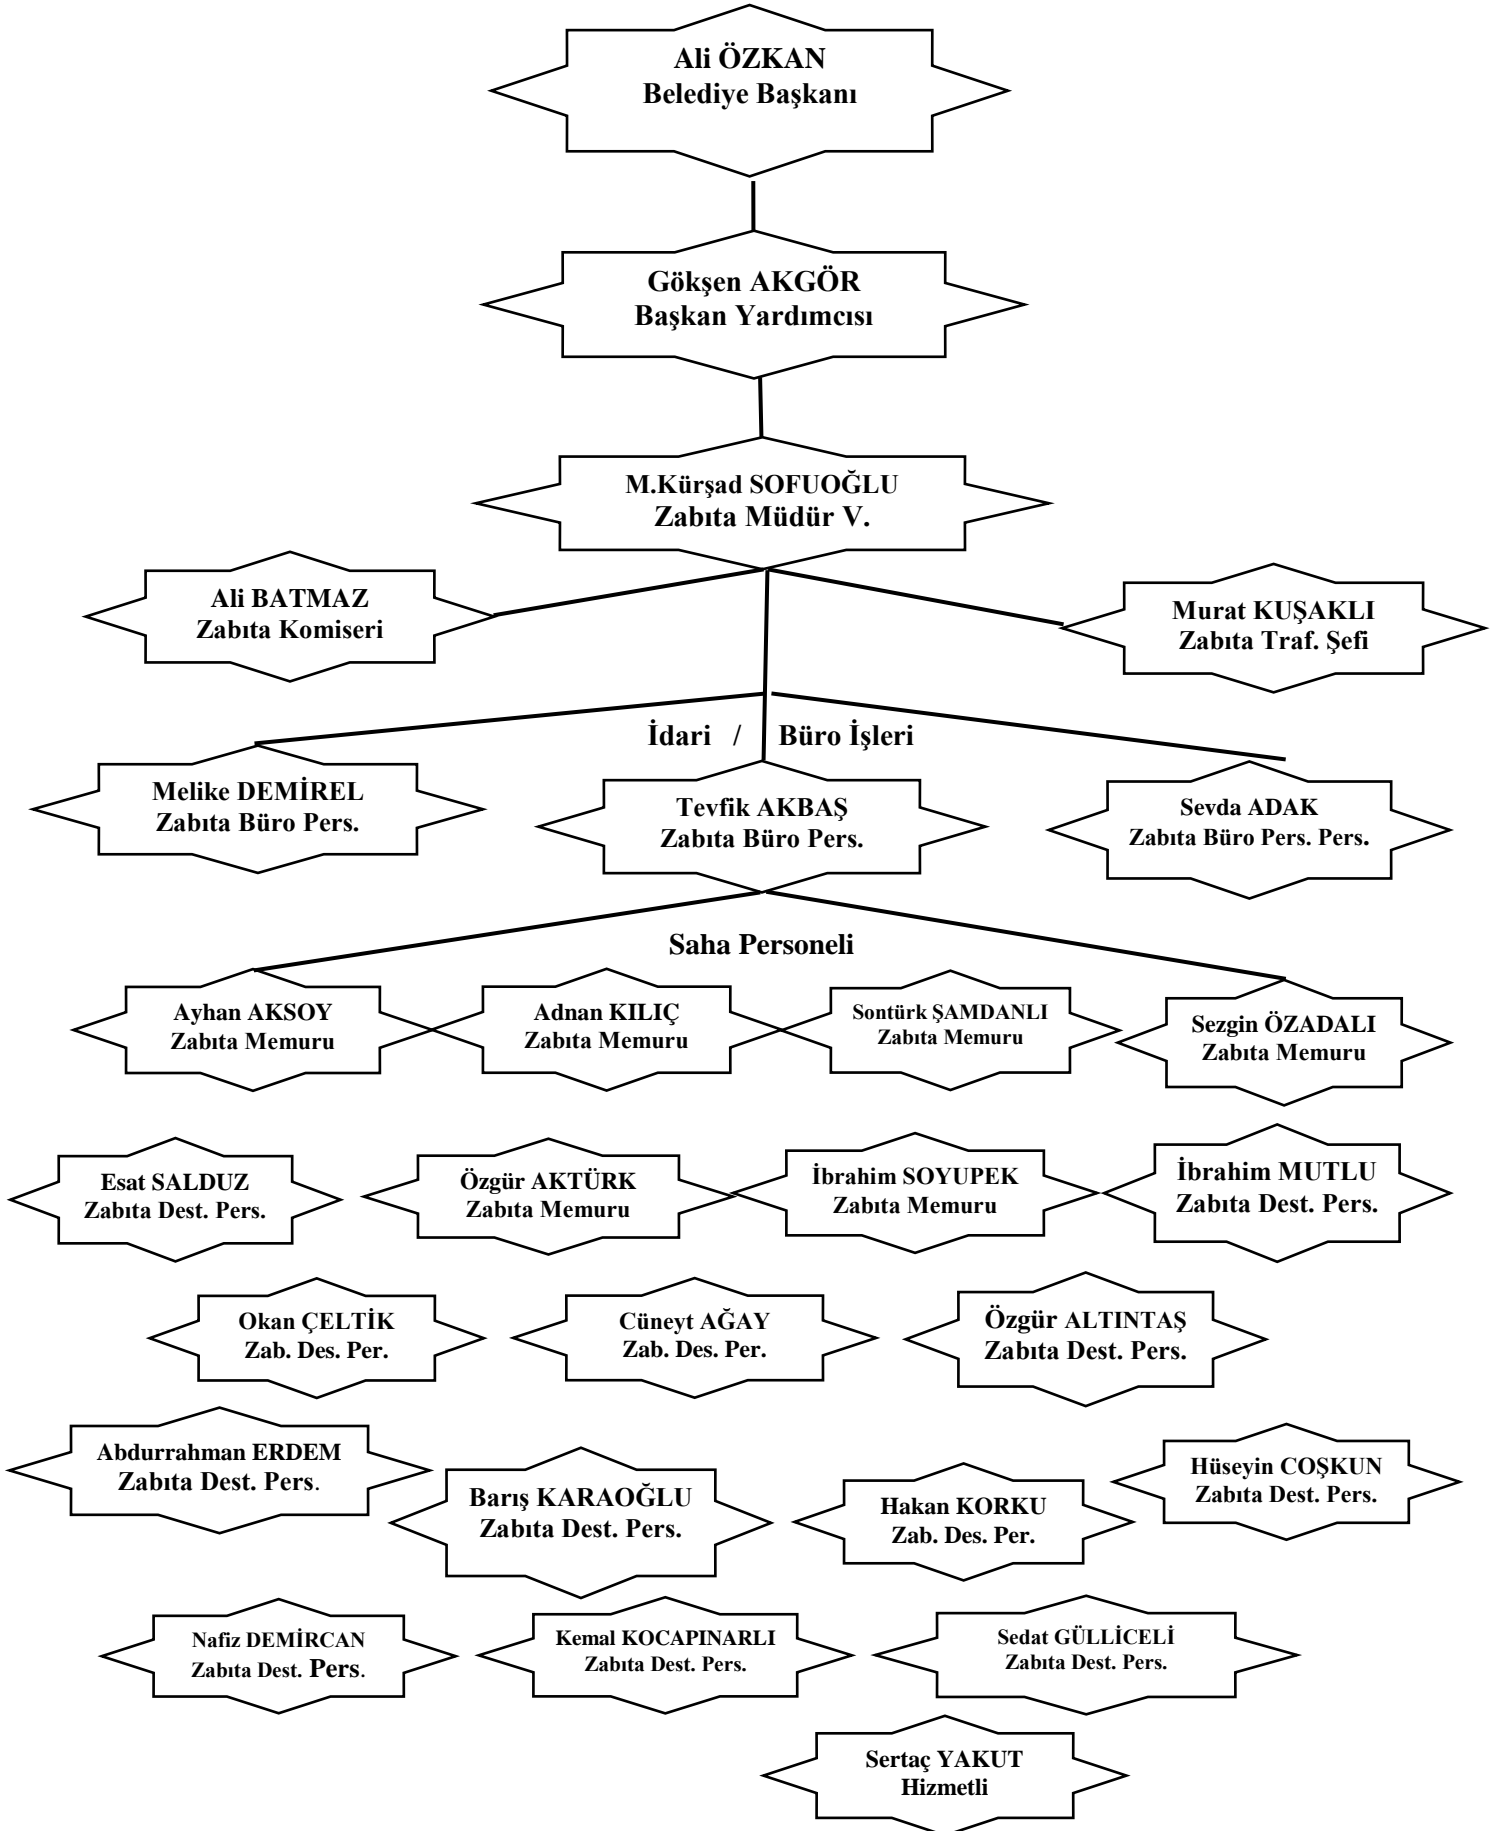 Ali ÖZKAN
Belediye Başkanı
Gökşen AKGÖR
Başkan Yardımcısı
M.Kürşad SOFUOĞLU
Zabıta Müdür V.
Ali BATMAZ
Zabıta Komiseri
Murat KUŞAKLI
Zabıta Traf. Şefi
İdari / Büro İşleri
Melike DEMİREL
Zabıta Büro Pers.
Tevfik AKBAŞ
Zabıta Büro Pers.
Sevda ADAK
Zabıta Büro Pers. Pers.
Saha Personeli
Ayhan AKSOY
Zabıta Memuru
Adnan KILIÇ
Zabıta Memuru
Sontürk ŞAMDANLI
Zabıta Memuru
Sezgin ÖZADALI
Zabıta Memuru
Esat SALDUZ
Zabıta Dest. Pers.
Özgür AKTÜRK
Zabıta Memuru
İbrahim SOYUPEK
Zabıta Memuru
İbrahim MUTLU
Zabıta Dest. Pers.
Okan ÇELTİK
Zab. Des. Per.
Cüneyt AĞAY
Zab. Des. Per.
Özgür ALTINTAŞ
Zabıta Dest. Pers.
Abdurrahman ERDEM
Zabıta Dest. Pers.
Barış KARAOĞLU
Zabıta Dest. Pers.
Hakan KORKU
Zab. Des. Per.
Hüseyin COŞKUN
Zabıta Dest. Pers.
Nafiz DEMİRCAN
Zabıta Dest. Pers.
Kemal KOCAPINARLI
Zabıta Dest. Pers.
Sedat GÜLLİCELİ
Zabıta Dest. Pers.
Sertaç YAKUT
Hizmetli